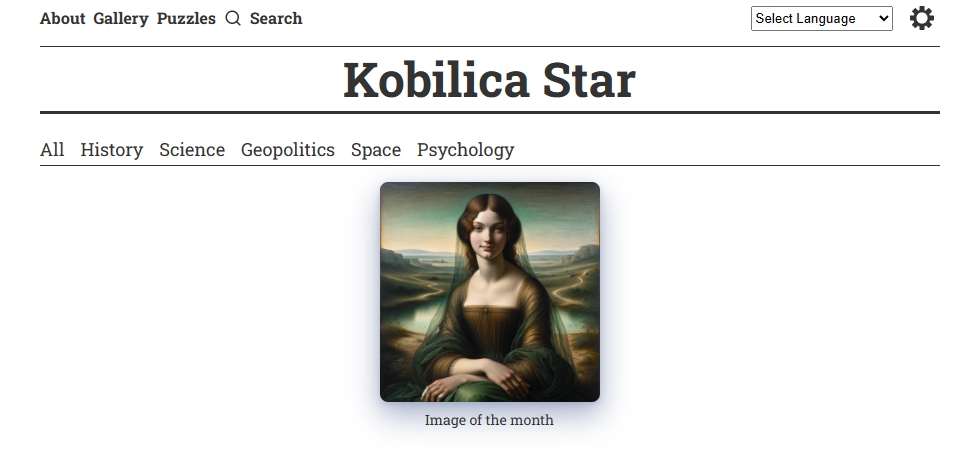 About Gallery Puzzles Search Select Language
Kobilica Star
All History Science Geopolitics Space Psychology
Image of the month